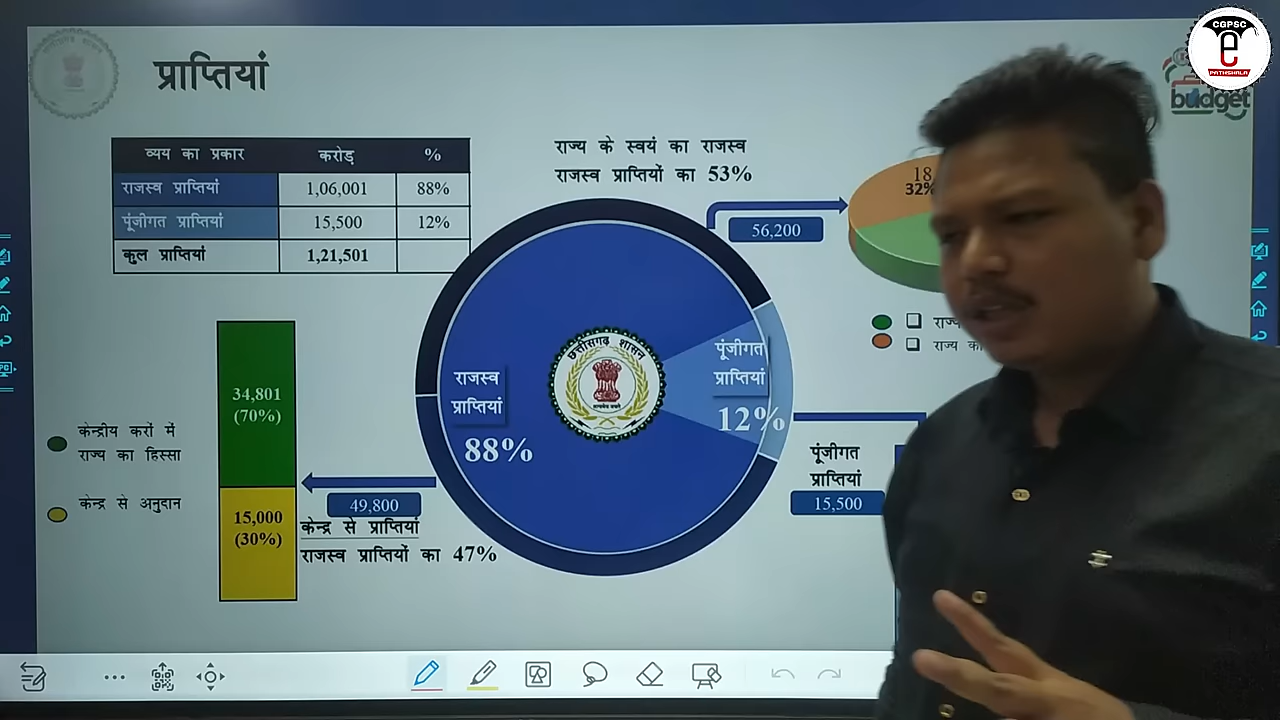 CGPSC
e
PATHSHALA
प्राप्तियां
budget
व्यय का प्रकार करोड़ %
राजस्व प्राप्तियां 1,06,001 88%
पूंजीगत प्राप्तियां 15,500 12%
कुल प्राप्तियां 1,21,501
राज्य के स्वयं का राजस्व
राजस्व प्राप्तियों का 53%
56,200
18
32%
राज्य
राज्य
छत्तीसगढ़ शासन
राजस्व
प्राप्तियां
88%
पूंजीगत
प्राप्तियां
12%
34,801
(70%)
केन्द्रीय करों में
राज्य का हिस्सा
केन्द्र से अनुदान
15,000
(30%)
49,800
केन्द्र से प्राप्तियां
राजस्व प्राप्तियों का 47%
पूंजीगत
प्राप्तियां
15,500